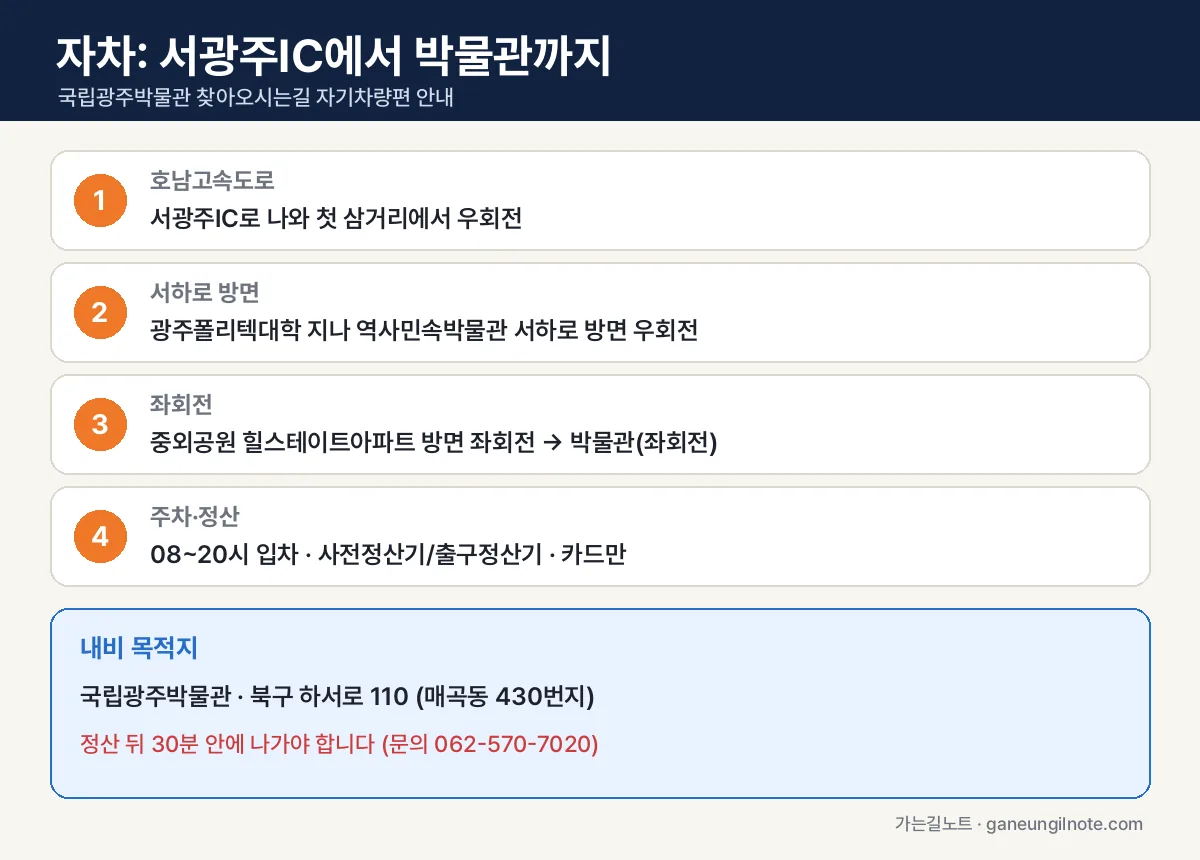 자차: 서광주IC에서 박물관까지
국립광주박물관 찾아오시는길 자기차량편 안내
1
호남고속도로
서광주IC로 나와 첫 삼거리에서 우회전
2
서하로 방면
광주폴리텍대학 지나 역사민속박물관 서하로 방면 우회전
3
좌회전
중외공원 힐스테이트아파트 방면 좌회전 → 박물관(좌회전)
4
주차·정산
08~20시 입차 · 사전정산기/출구정산기 · 카드만
내비 목적지
국립광주박물관 · 북구 하서로 110 (매곡동 430번지)
정산 뒤 30분 안에 나가야 합니다 (문의 062-570-7020)
가는길노트 · ganeungilnote.com